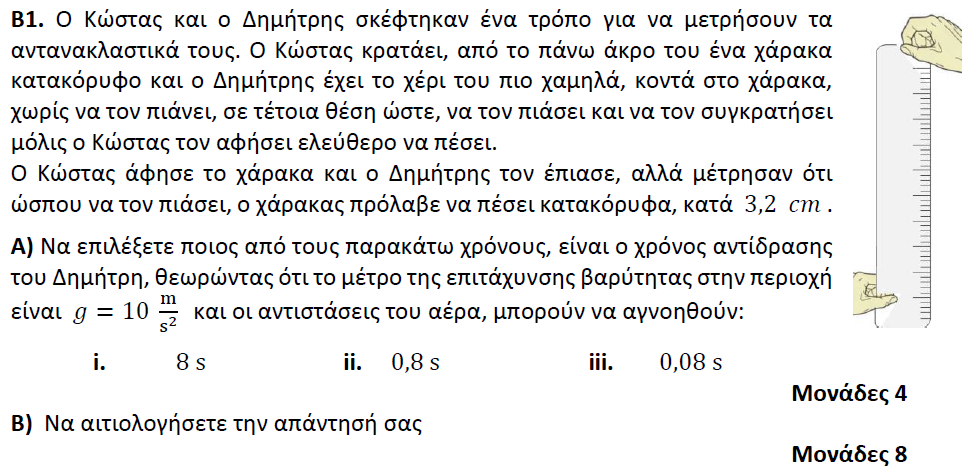 B1. Ο Κώστας και ο Δημήτρης σκέφτηκαν ένα τρόπο για να μετρήσουν τα
αντανακλαστικά τους. Ο Κώστας κρατάει, από το πάνω άκρο του ένα χάρακα
κατακόρυφο και ο Δημήτρης έχει το χέρι του πιο χαμηλά, κοντά στο χάρακα,
χωρίς να τον πιάνει, σε τέτοια θέση ώστε, να τον πιάσει και να τον συγκρατήσει
μόλις ο Κώστας τον αφήσει ελεύθερο να πέσει.
Ο Κώστας άφησε το χάρακα και ο Δημήτρης τον έπιασε, αλλά μέτρησαν ότι
ώσπου να τον πιάσει, ο χάρακας πρόλαβε να πέσει κατακόρυφα, κατά 3,2 cm .
Α) Να επιλέξετε ποιος από τους παρακάτω χρόνους, είναι ο χρόνος αντίδρασης
του Δημήτρη, θεωρώντας ότι το μέτρο της επιτάχυνσης βαρύτητας στην περιοχή
είναι g = 10 m/s² και οι αντιστάσεις του αέρα, μπορούν να αγνοηθούν:
i. 8 s ii. 0,8 s iii. 0,08 s
Μονάδες 4
Β) Να αιτιολογήσετε την απάντησή σας
Μονάδες 8